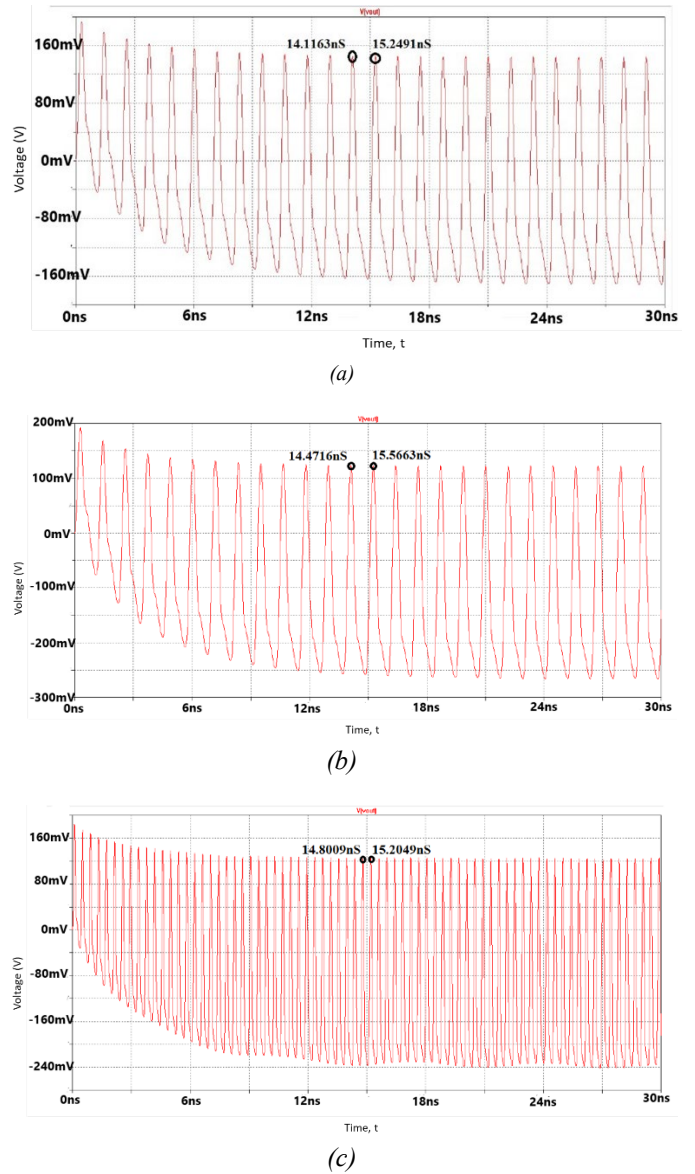 V(vout)
14.1163nS 15.2491nS
160mV
80mV
0mV
-80mV
-160mV
Voltage (V)
0ns 6ns 12ns 18ns 24ns 30ns
Time, t
(a)
V(vout)
200mV
14.4716nS 15.5663nS
100mV
0mV
-100mV
-200mV
-300mV
Voltage (V)
0ns 6ns 12ns 18ns 24ns 30ns
Time, t
(b)
V(vout)
160mV
14.8009nS 15.2049nS
80mV
0mV
-80mV
-160mV
-240mV
Voltage (V)
0ns 6ns 12ns 18ns 24ns 30ns
Time, t
(c)